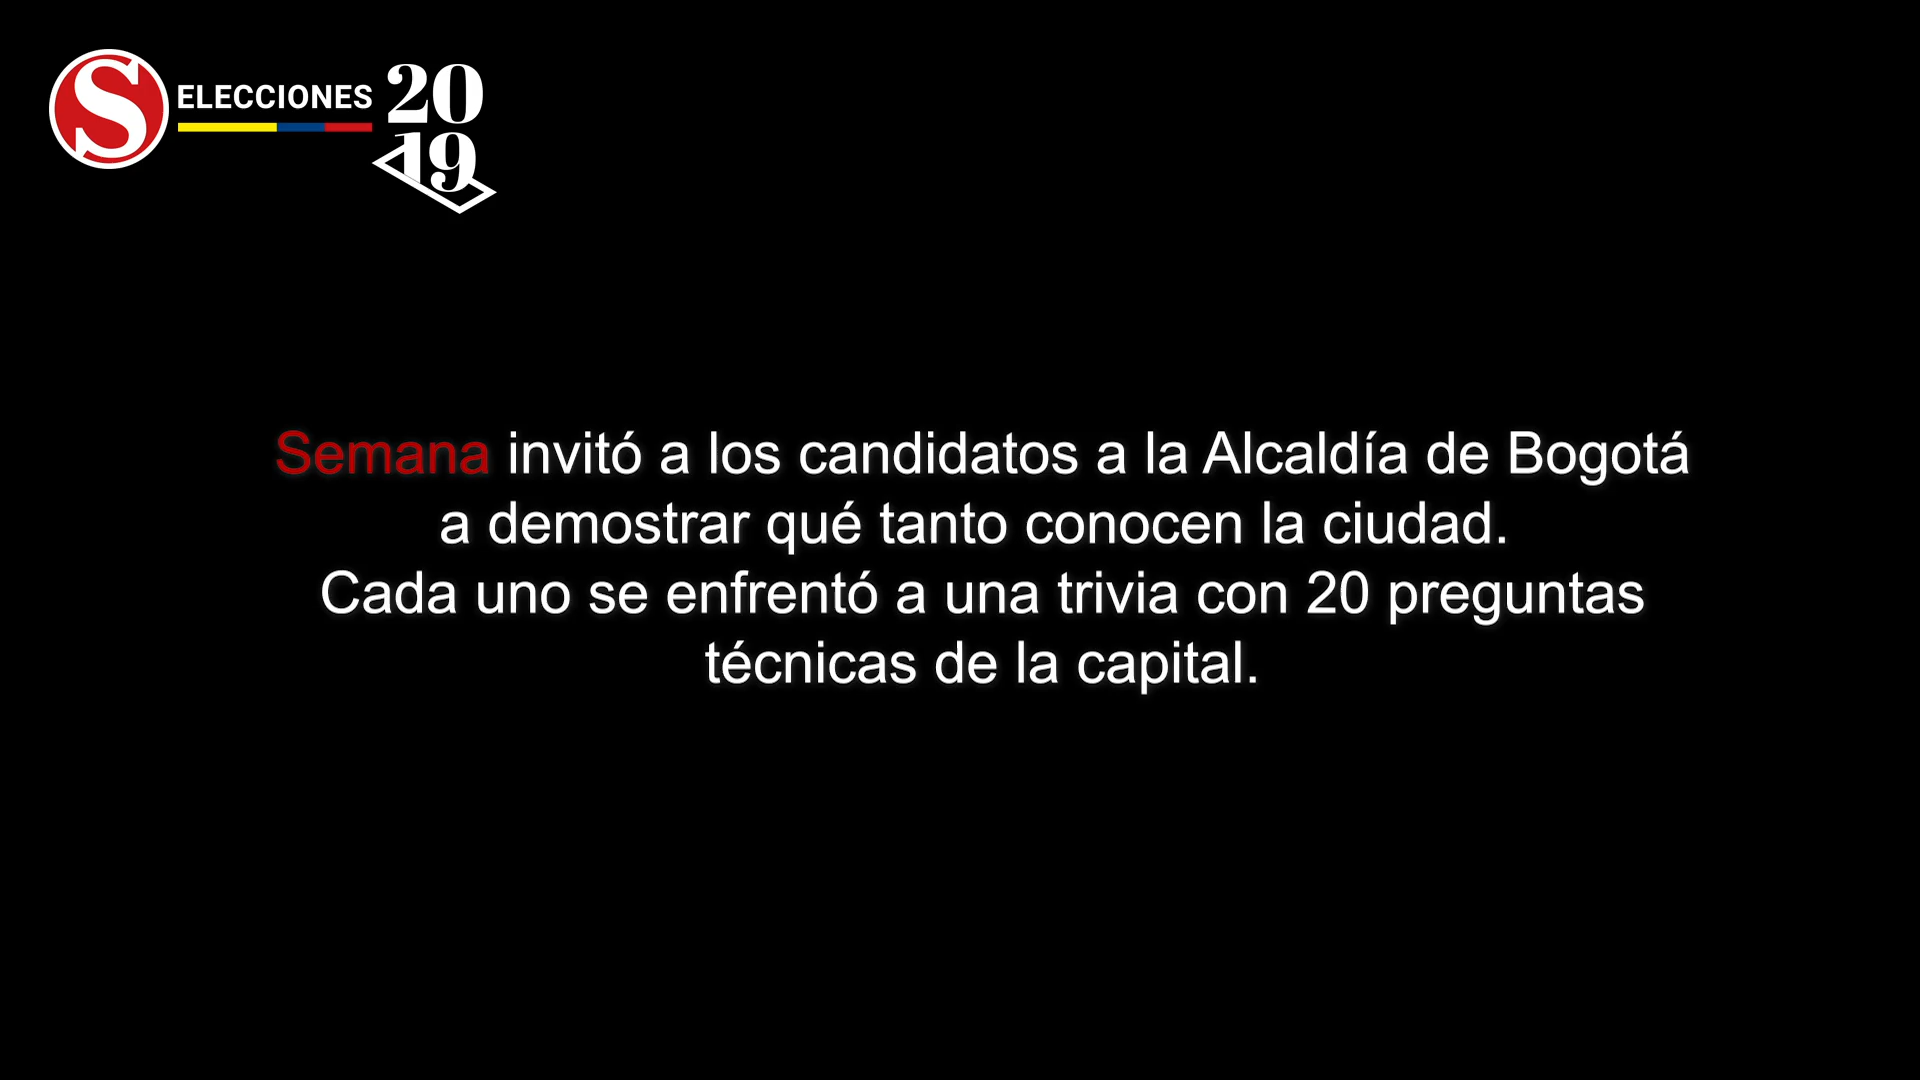 S ELECCIONES 20
19
Semana invitó a los candidatos a la Alcaldía de Bogotá
a demostrar qué tanto conocen la ciudad.
Cada uno se enfrentó a una trivia con 20 preguntas
técnicas de la capital.